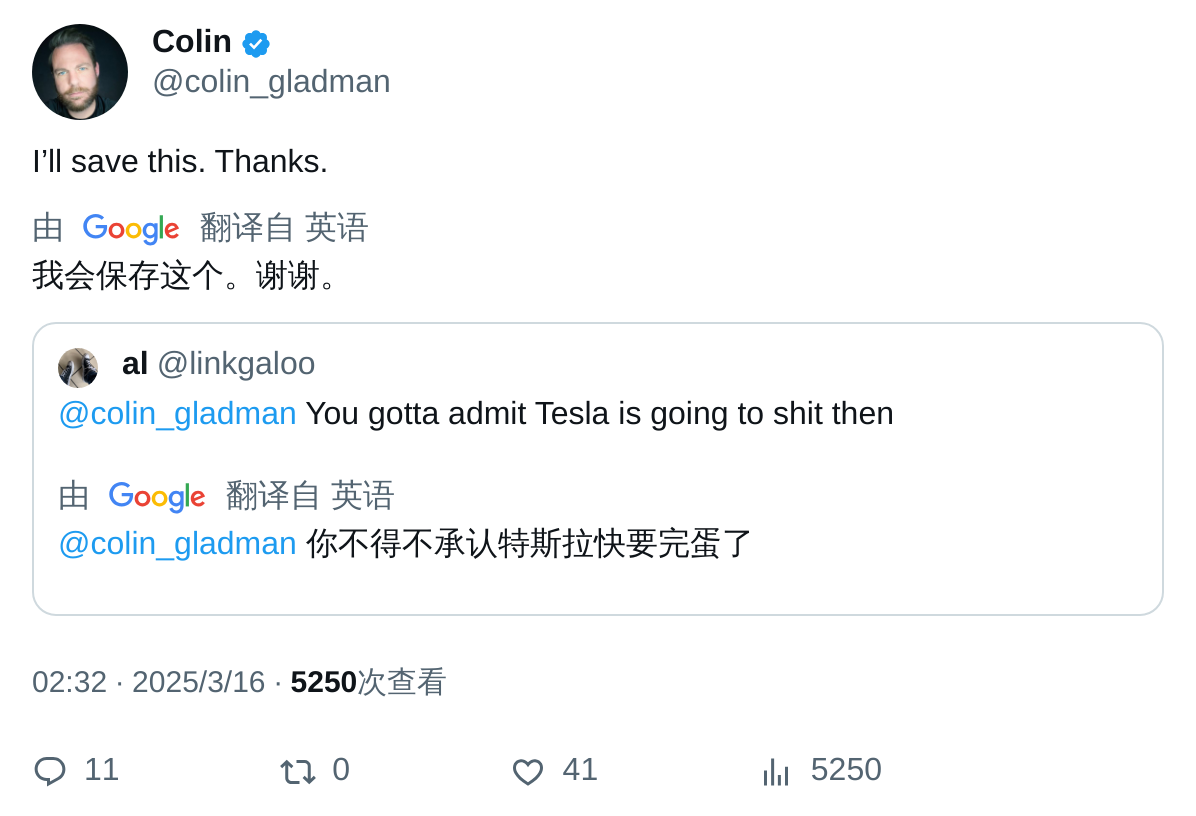 Colin
@colin_gladman
I’ll save this. Thanks.
由 Google 翻译自 英语
我会保存这个。谢谢。
al @linkgaloo
@colin_gladman You gotta admit Tesla is going to shit then
由 Google 翻译自 英语
@colin_gladman 你不得不承认特斯拉快要完蛋了
02:32 · 2025/3/16 · 5250次查看
11 0 41 5250